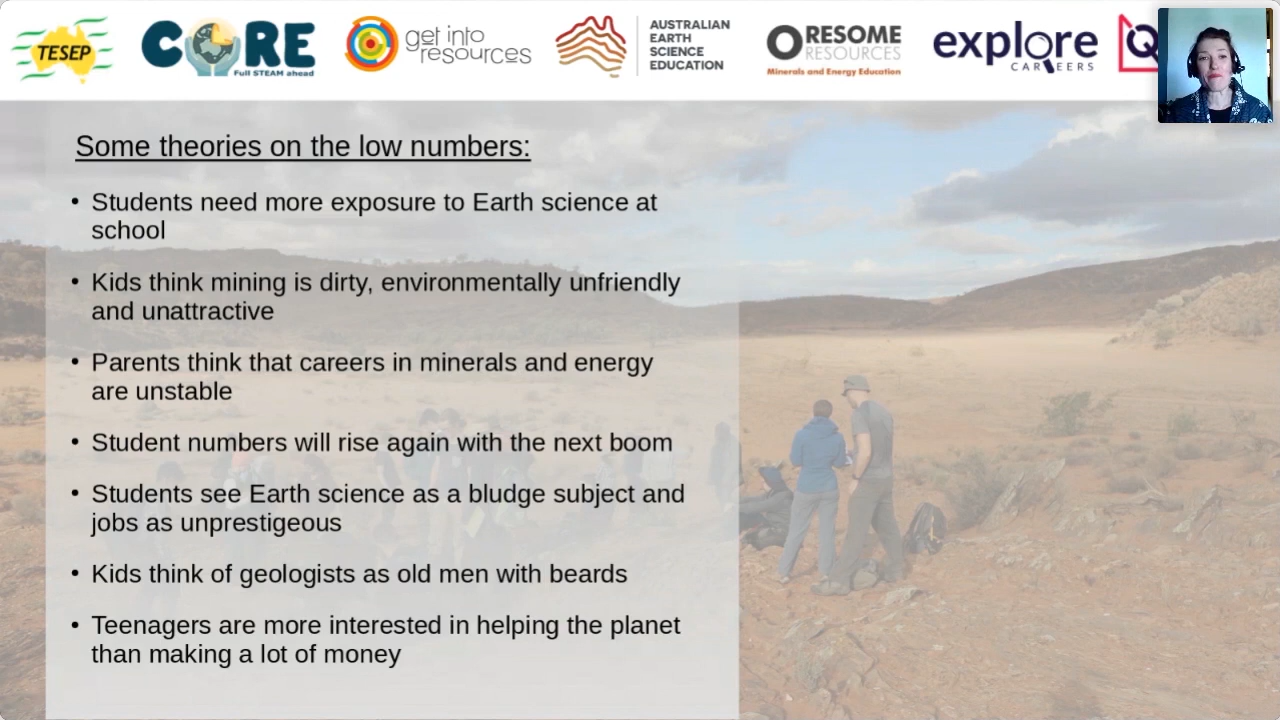 TESEP
CORE
Full STEAM ahead
get into
resources
AUSTRALIAN
EARTH
SCIENCE
EDUCATION
ORESOME
RESOURCES
Minerals and Energy Education
explore
CAREERS
Q
Some theories on the low numbers:
• Students need more exposure to Earth science at
school
• Kids think mining is dirty, environmentally unfriendly
and unattractive
• Parents think that careers in minerals and energy
are unstable
• Student numbers will rise again with the next boom
• Students see Earth science as a bludge subject and
jobs as unprestigeous
• Kids think of geologists as old men with beards
• Teenagers are more interested in helping the planet
than making a lot of money